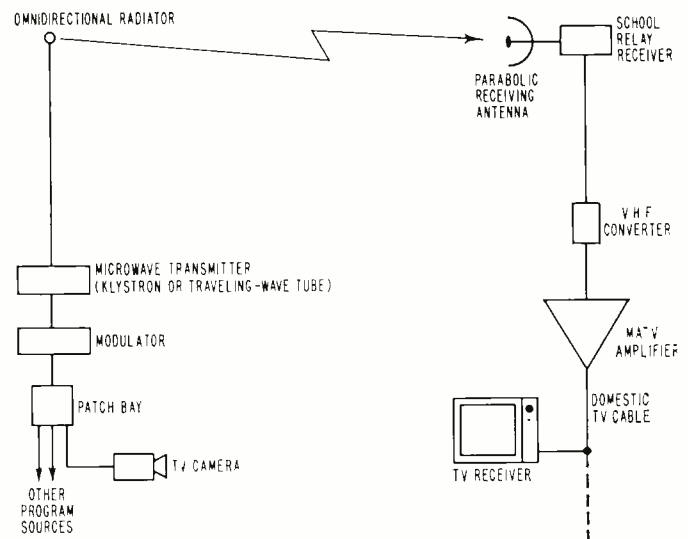 OMNIDIRECTIONAL RADIATOR
SCHOOL
RELAY
RECEIVER
PARABOLIC
RECEIVING
ANTENNA
VHF
CONVERTER
MICROWAVE TRANSMITTER
(KLYSTRON OR TRAVELING-WAVE TUBE)
MODULATOR
MATV
AMPLIFIER
PATCH BAY
DOMESTIC
TV CABLE
TV CAMERA
TV RECEIVER
OTHER
PROGRAM
SOURCES